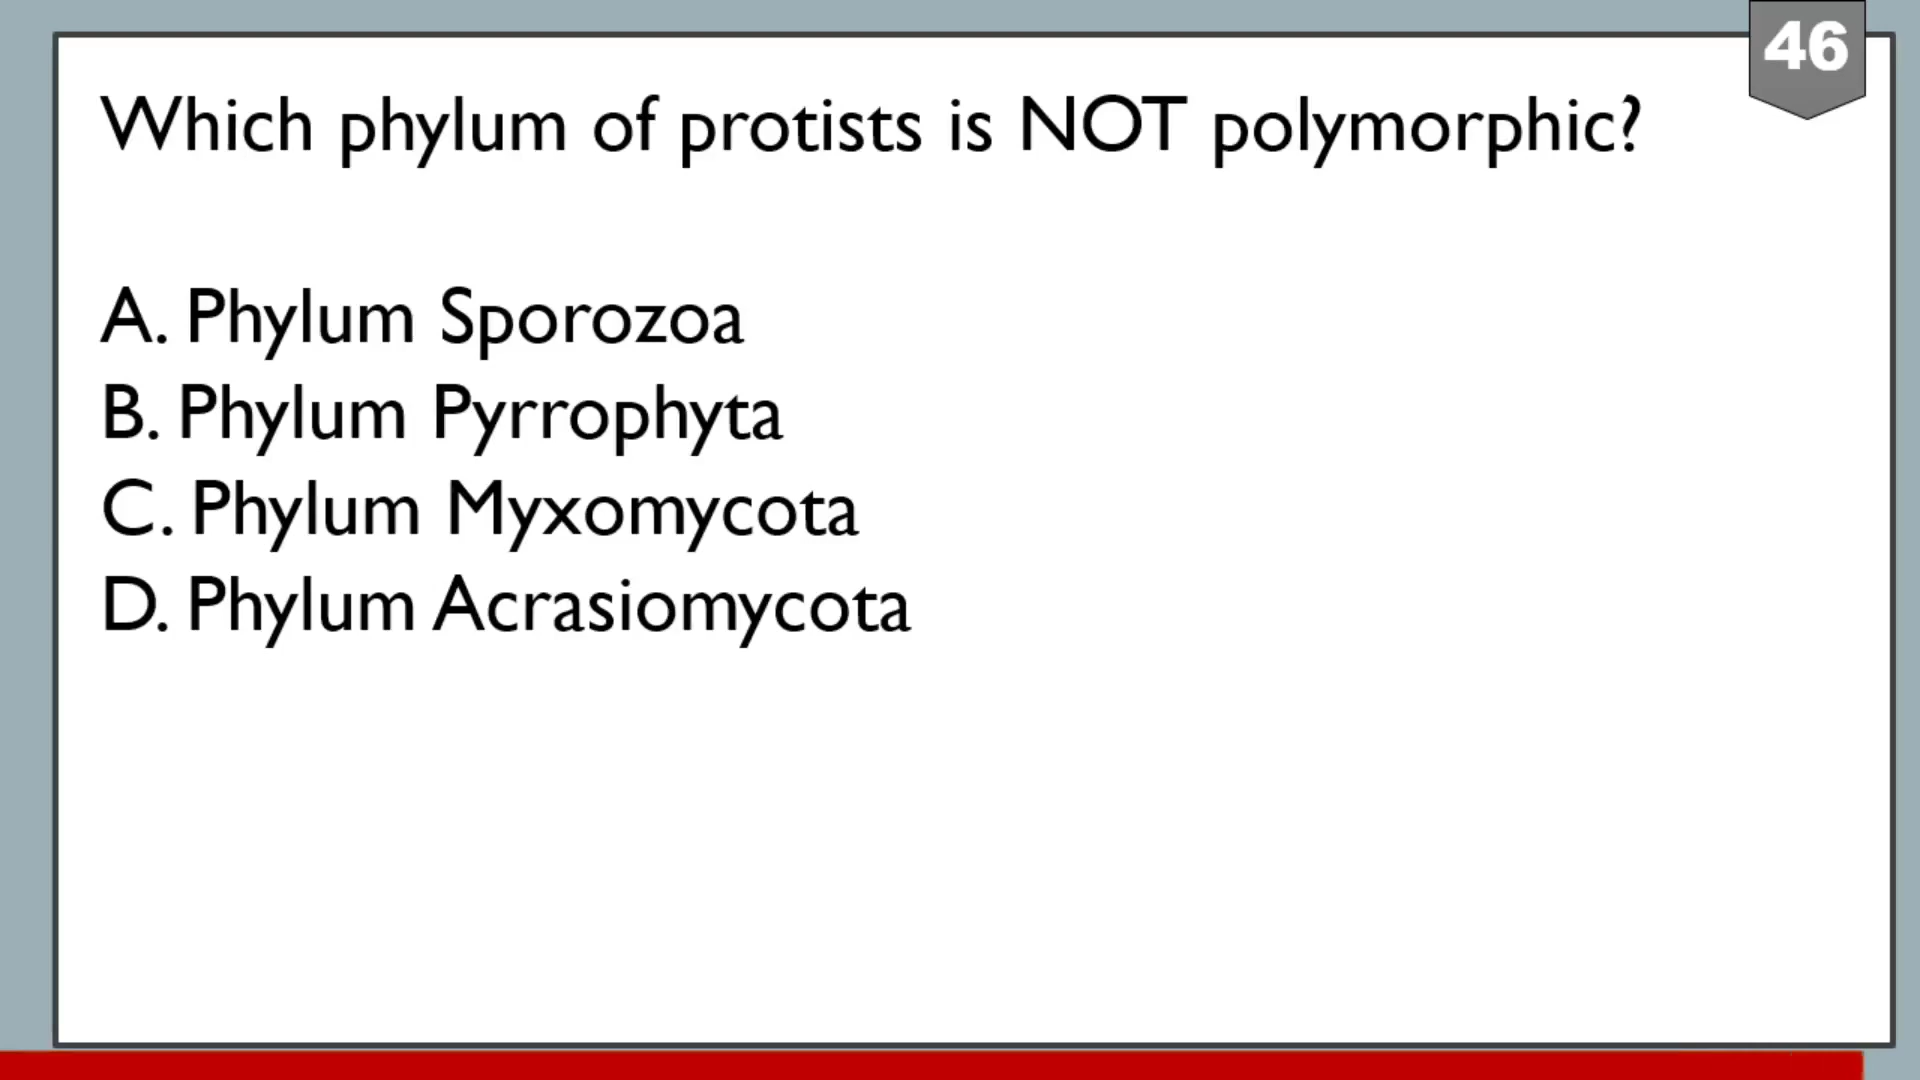 46
Which phylum of protists is NOT polymorphic?
A. Phylum Sporozoa
B. Phylum Pyrrophyta
C. Phylum Myxomycota
D. Phylum Acrasiomycota